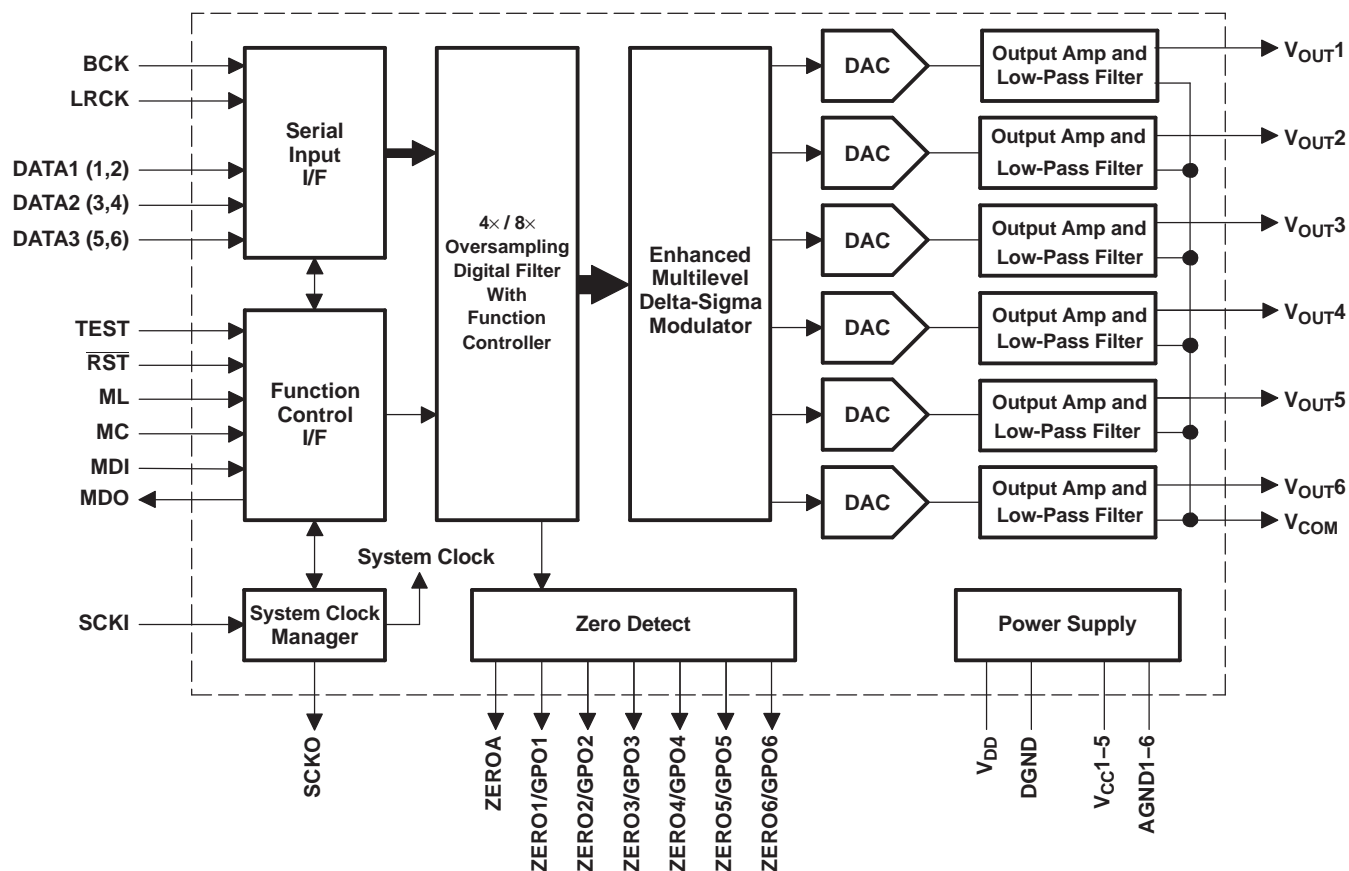 BCK
LRCK
DATA1 (1,2)
DATA2 (3,4)
DATA3 (5,6)
Serial
Input
I/F
TEST
RST
ML
MC
MDI
MDO
Function
Control
I/F
SCKI
System Clock
Manager
System Clock
SCKO
4× / 8×
Oversampling
Digital Filter
With
Function
Controller
Enhanced
Multilevel
Delta-Sigma
Modulator
DAC
Output Amp and
Low-Pass Filter
VOUT1
DAC
Output Amp and
Low-Pass Filter
VOUT2
DAC
Output Amp and
Low-Pass Filter
VOUT3
DAC
Output Amp and
Low-Pass Filter
VOUT4
DAC
Output Amp and
Low-Pass Filter
VOUT5
DAC
Output Amp and
Low-Pass Filter
VOUT6
VCOM
Zero Detect
ZEROA
ZERO1/GPO1
ZERO2/GPO2
ZERO3/GPO3
ZERO4/GPO4
ZERO5/GPO5
ZERO6/GPO6
Power Supply
VDD
DGND
VCC1−5
AGND1−6